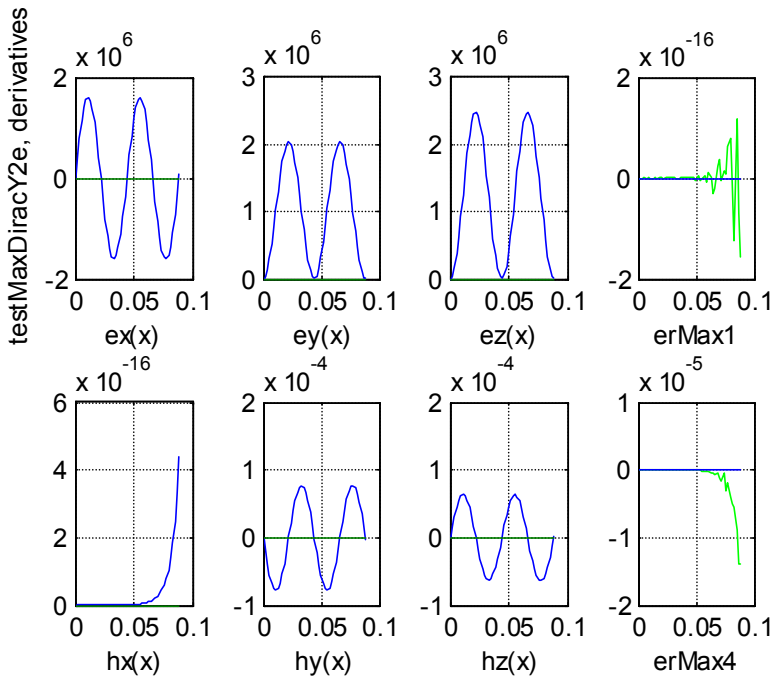 testMaxDiracY2e, derivatives
x 10^6
2
0
-2
0 0.05 0.1
ex(x)
x 10^6
3
2
1
0
0 0.05 0.1
ey(x)
x 10^6
3
2
1
0
0 0.05 0.1
ez(x)
x 10^-16
2
0
-2
0 0.05 0.1
erMax1
x 10^-16
6
4
2
0
0 0.05 0.1
hx(x)
x 10^-4
2
1
0
-1
0 0.05 0.1
hy(x)
x 10^-4
2
1
0
-1
0 0.05 0.1
hz(x)
x 10^-5
1
0
-1
-2
0 0.05 0.1
erMax4